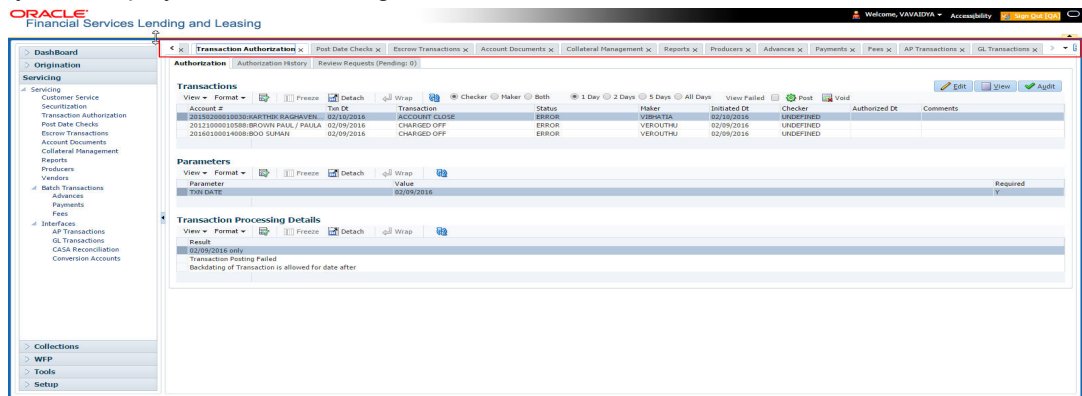 ORACLE
Financial Services Lending and Leasing
Welcome, VAVAIDYA Accessibility Sign Out [QA]
DashBoard
Origination
Servicing
Servicing
Customer Service
Securitization
Transaction Authorization
Post Date Checks
Escrow Transactions
Account Documents
Collateral Management
Reports
Producers
Vendors
Batch Transactions
Advances
Payments
Fees
Interfaces
AP Transactions
GL Transactions
CASA Reconciliation
Conversion Accounts
Collections
WFP
Tools
Setup
Transaction Authorization Post Date Checks Escrow Transactions Account Documents Collateral Management Reports Producers Advances Payments Fees AP Transactions GL Transactions
Authorization Authorization History Review Requests (Pending: 0)
Transactions Edit View Audit
View Format Freeze Detach Wrap Checker Maker Both 1 Day 2 Days 5 Days All Days View Failed Post Void
Account # Txn Dt Transaction Status Maker Initiated Dt Checker Authorized Dt Comments
20150200010030:KARTHIK RAGHAVEN... 02/10/2016 ACCOUNT CLOSE ERROR VIBHATIA 02/10/2016 UNDEFINED
20121000010588:BROWN PAUL / PAULA 02/09/2016 CHARGED OFF ERROR VEROUTHU 02/09/2016 UNDEFINED
20160100014008:BOO SUMAN 02/09/2016 CHARGED OFF ERROR VEROUTHU 02/09/2016 UNDEFINED
Parameters
View Format Freeze Detach Wrap
Parameter Value Required
TXN DATE 02/09/2016 Y
Transaction Processing Details
View Format Freeze Detach Wrap
Result
02/09/2016 only
Transaction Posting Failed
Backdating of Transaction is allowed for date after